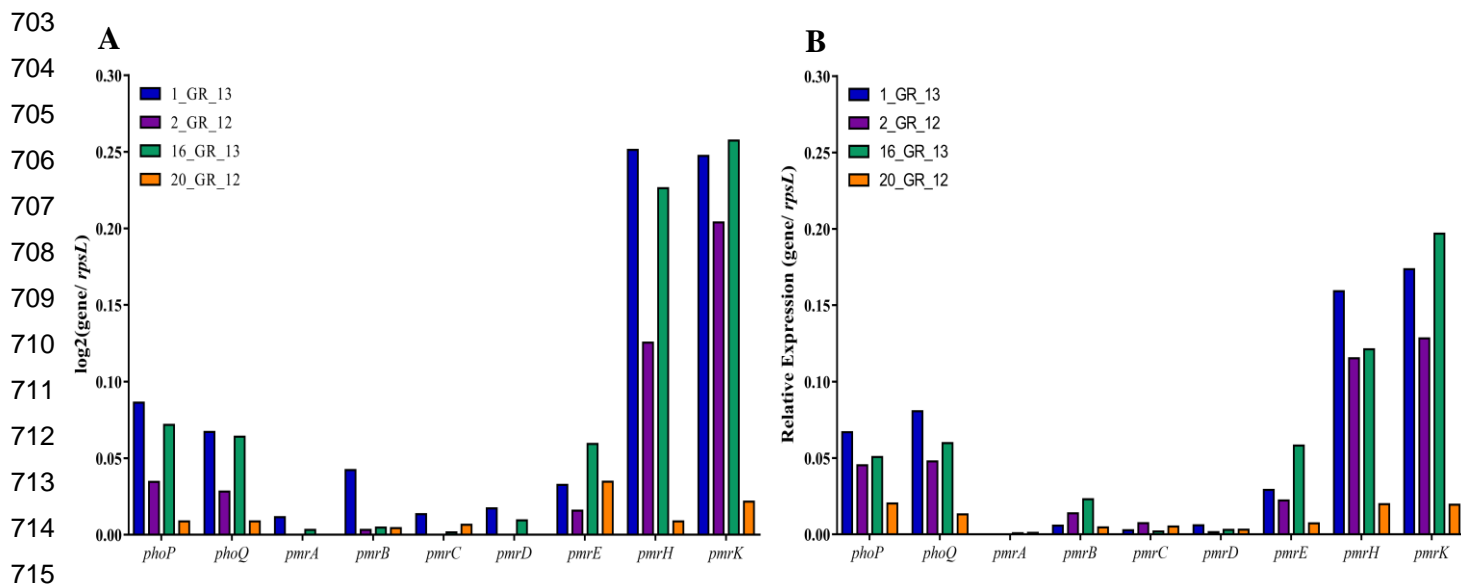 703
704
705
706
707
708
709
710
711
712
713
714
715
A
log2(gene/ rpsL)
0.30
0.25
0.20
0.15
0.10
0.05
0.00
1_GR_13
2_GR_12
16_GR_13
20_GR_12
phoP phoQ pmrA pmrB pmrC pmrD pmrE pmrH pmrK
B
Relative Expression (gene/ rpsL)
0.30
0.25
0.20
0.15
0.10
0.05
0.00
1_GR_13
2_GR_12
16_GR_13
20_GR_12
phoP phoQ pmrA pmrB pmrC pmrD pmrE pmrH pmrK